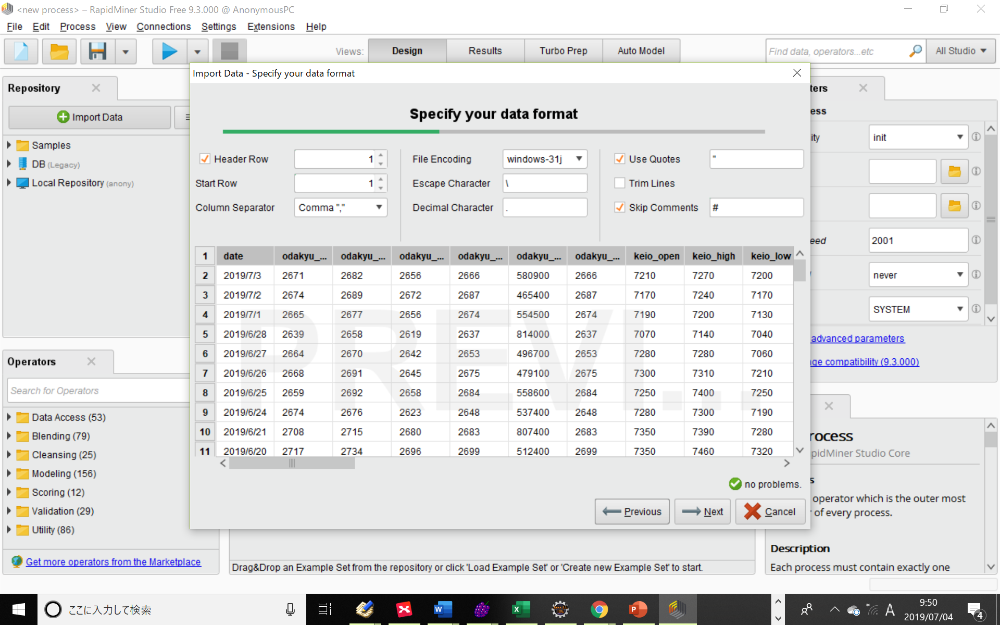 <new process> – RapidMiner Studio Free 9.3.000 @ AnonymousPC
File Edit Process View Connections Settings Extensions Help
Views: Design Results Turbo Prep Auto Model
Find data, operators...etc
All Studio
Import Data - Specify your data format
Repository
Import Data
Samples
DB (Legacy)
Local Repository (anony)
Operators
Search for Operators
Data Access (53)
Blending (79)
Cleansing (25)
Modeling (156)
Scoring (12)
Validation (29)
Utility (86)
Get more operators from the Marketplace
Specify your data format
Header Row 1 File Encoding windows-31j Use Quotes "
Start Row 1 Escape Character \ Trim Lines
Column Separator Comma "," Decimal Character . Skip Comments #
1 date odakyu_... odakyu_... odakyu_... odakyu_... odakyu_... odakyu_... keio_open keio_high keio_low
2 2019/7/3 2671 2682 2656 2666 580900 2666 7210 7270 7200
3 2019/7/2 2674 2689 2672 2687 465400 2687 7170 7240 7170
4 2019/7/1 2665 2677 2656 2674 554500 2674 7190 7200 7130
5 2019/6/28 2639 2658 2619 2637 814000 2637 7070 7140 7040
6 2019/6/27 2664 2670 2642 2653 496700 2653 7280 7280 7060
7 2019/6/26 2668 2691 2645 2675 479100 2675 7300 7310 7210
8 2019/6/25 2659 2692 2658 2684 558600 2684 7250 7400 7250
9 2019/6/24 2674 2676 2623 2648 537400 2648 7280 7300 7190
10 2019/6/21 2708 2715 2680 2683 807400 2683 7350 7390 7280
11 2019/6/20 2717 2734 2696 2699 512400 2699 7350 7460 7320
PREVI...
no problems.
Previous Next Cancel
Drag&Drop an Example Set from the repository or click 'Load Example Set' or 'Create new Example Set' to start.
ters
ess
ity init
eed 2001
never
SYSTEM
advanced parameters
ge compatibility (9.3.000)
rocess
pidMiner Studio Core
s
operator which is the outer most
of every process.
Description
Each process must contain exactly one
ここに入力して検索
A
9:50
2019/07/04
4